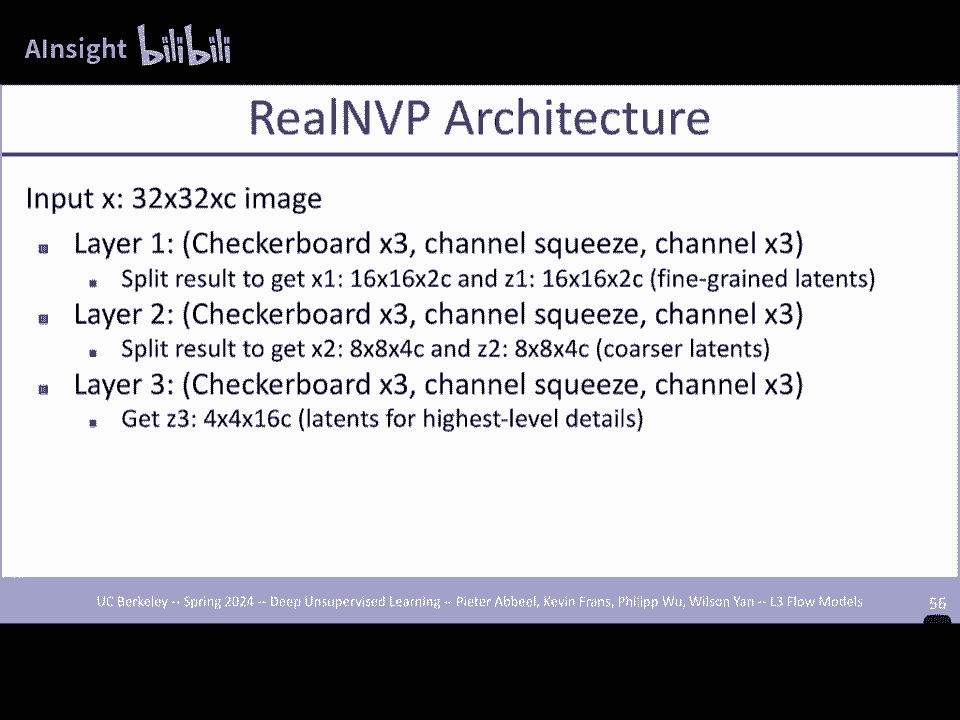 AInsight bilibili
RealNVP Architecture
Input x: 32x32xc image
Layer 1: (Checkerboard x3, channel squeeze, channel x3)
Split result to get x1: 16x16x2c and z1: 16x16x2c (fine-grained latents)
Layer 2: (Checkerboard x3, channel squeeze, channel x3)
Split result to get x2: 8x8x4c and z2: 8x8x4c (coarser latents)
Layer 3: (Checkerboard x3, channel squeeze, channel x3)
Get z3: 4x4x16c (latents for highest-level details)
UC Berkeley -- Spring 2024 -- Deep Unsupervised Learning -- Pieter Abbeel, Kevin Frans, Philipp Wu, Wilson Yan -- L3 Flow Models
56